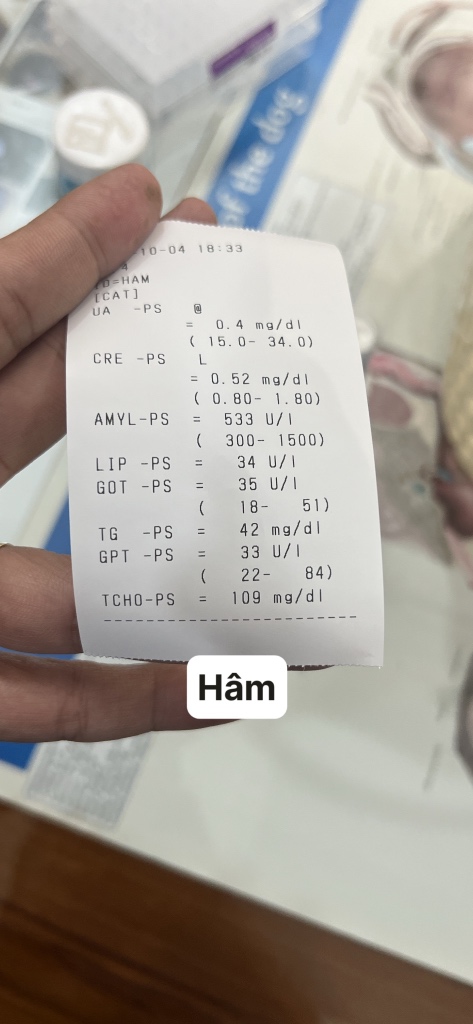 of the dog
-10-04 18:33
4
ID=HAM
[CAT]
UA -PS @
= 0.4 mg/dl
( 15.0- 34.0)
CRE -PS L
= 0.52 mg/dl
( 0.80- 1.80)
AMYL-PS = 533 U/l
( 300- 1500)
LIP -PS = 34 U/l
GOT -PS = 35 U/l
( 18- 51)
TG -PS = 42 mg/dl
GPT -PS = 33 U/l
( 22- 84)
TCHO-PS = 109 mg/dl
Hâm